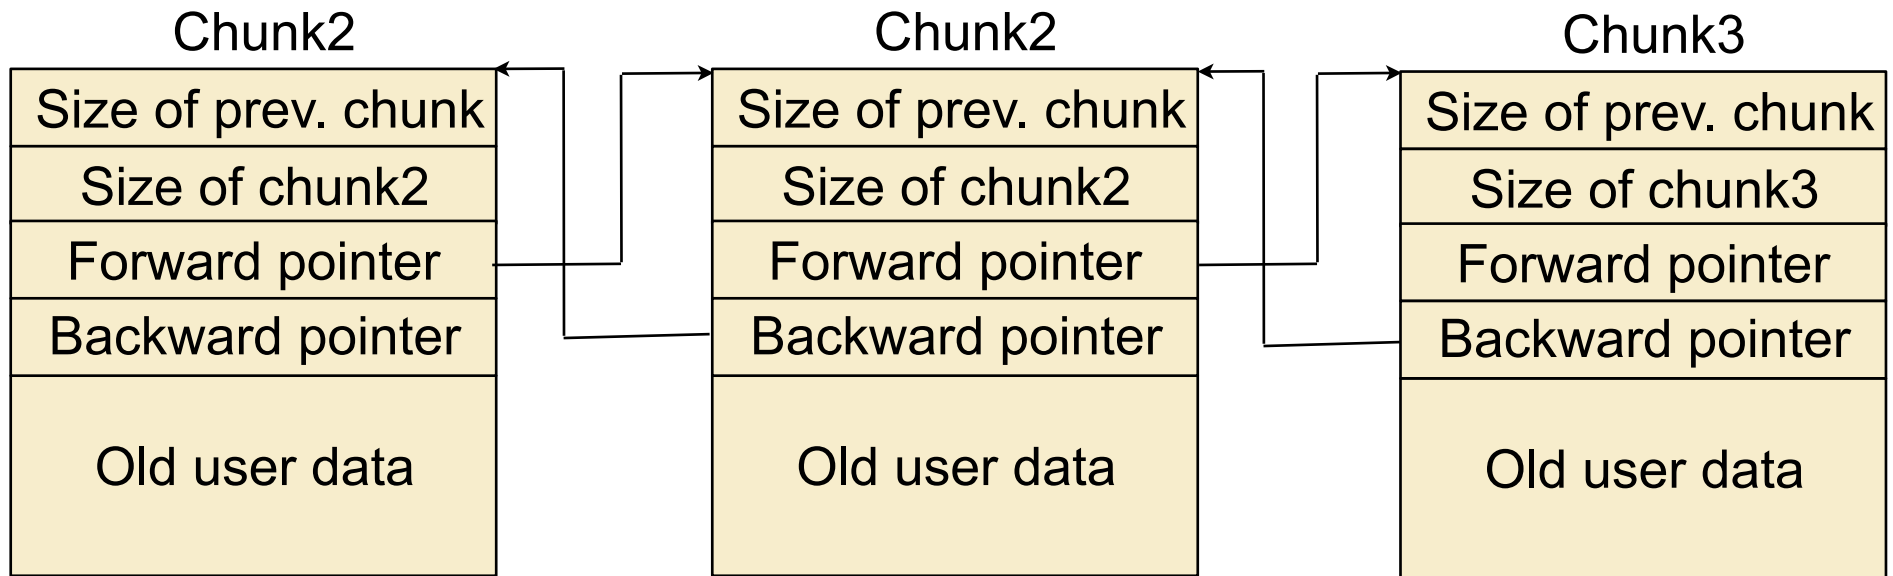 Chunk2
Size of prev. chunk
Size of chunk2
Forward pointer
Backward pointer
Old user data
Chunk2
Size of prev. chunk
Size of chunk2
Forward pointer
Backward pointer
Old user data
Chunk3
Size of prev. chunk
Size of chunk3
Forward pointer
Backward pointer
Old user data